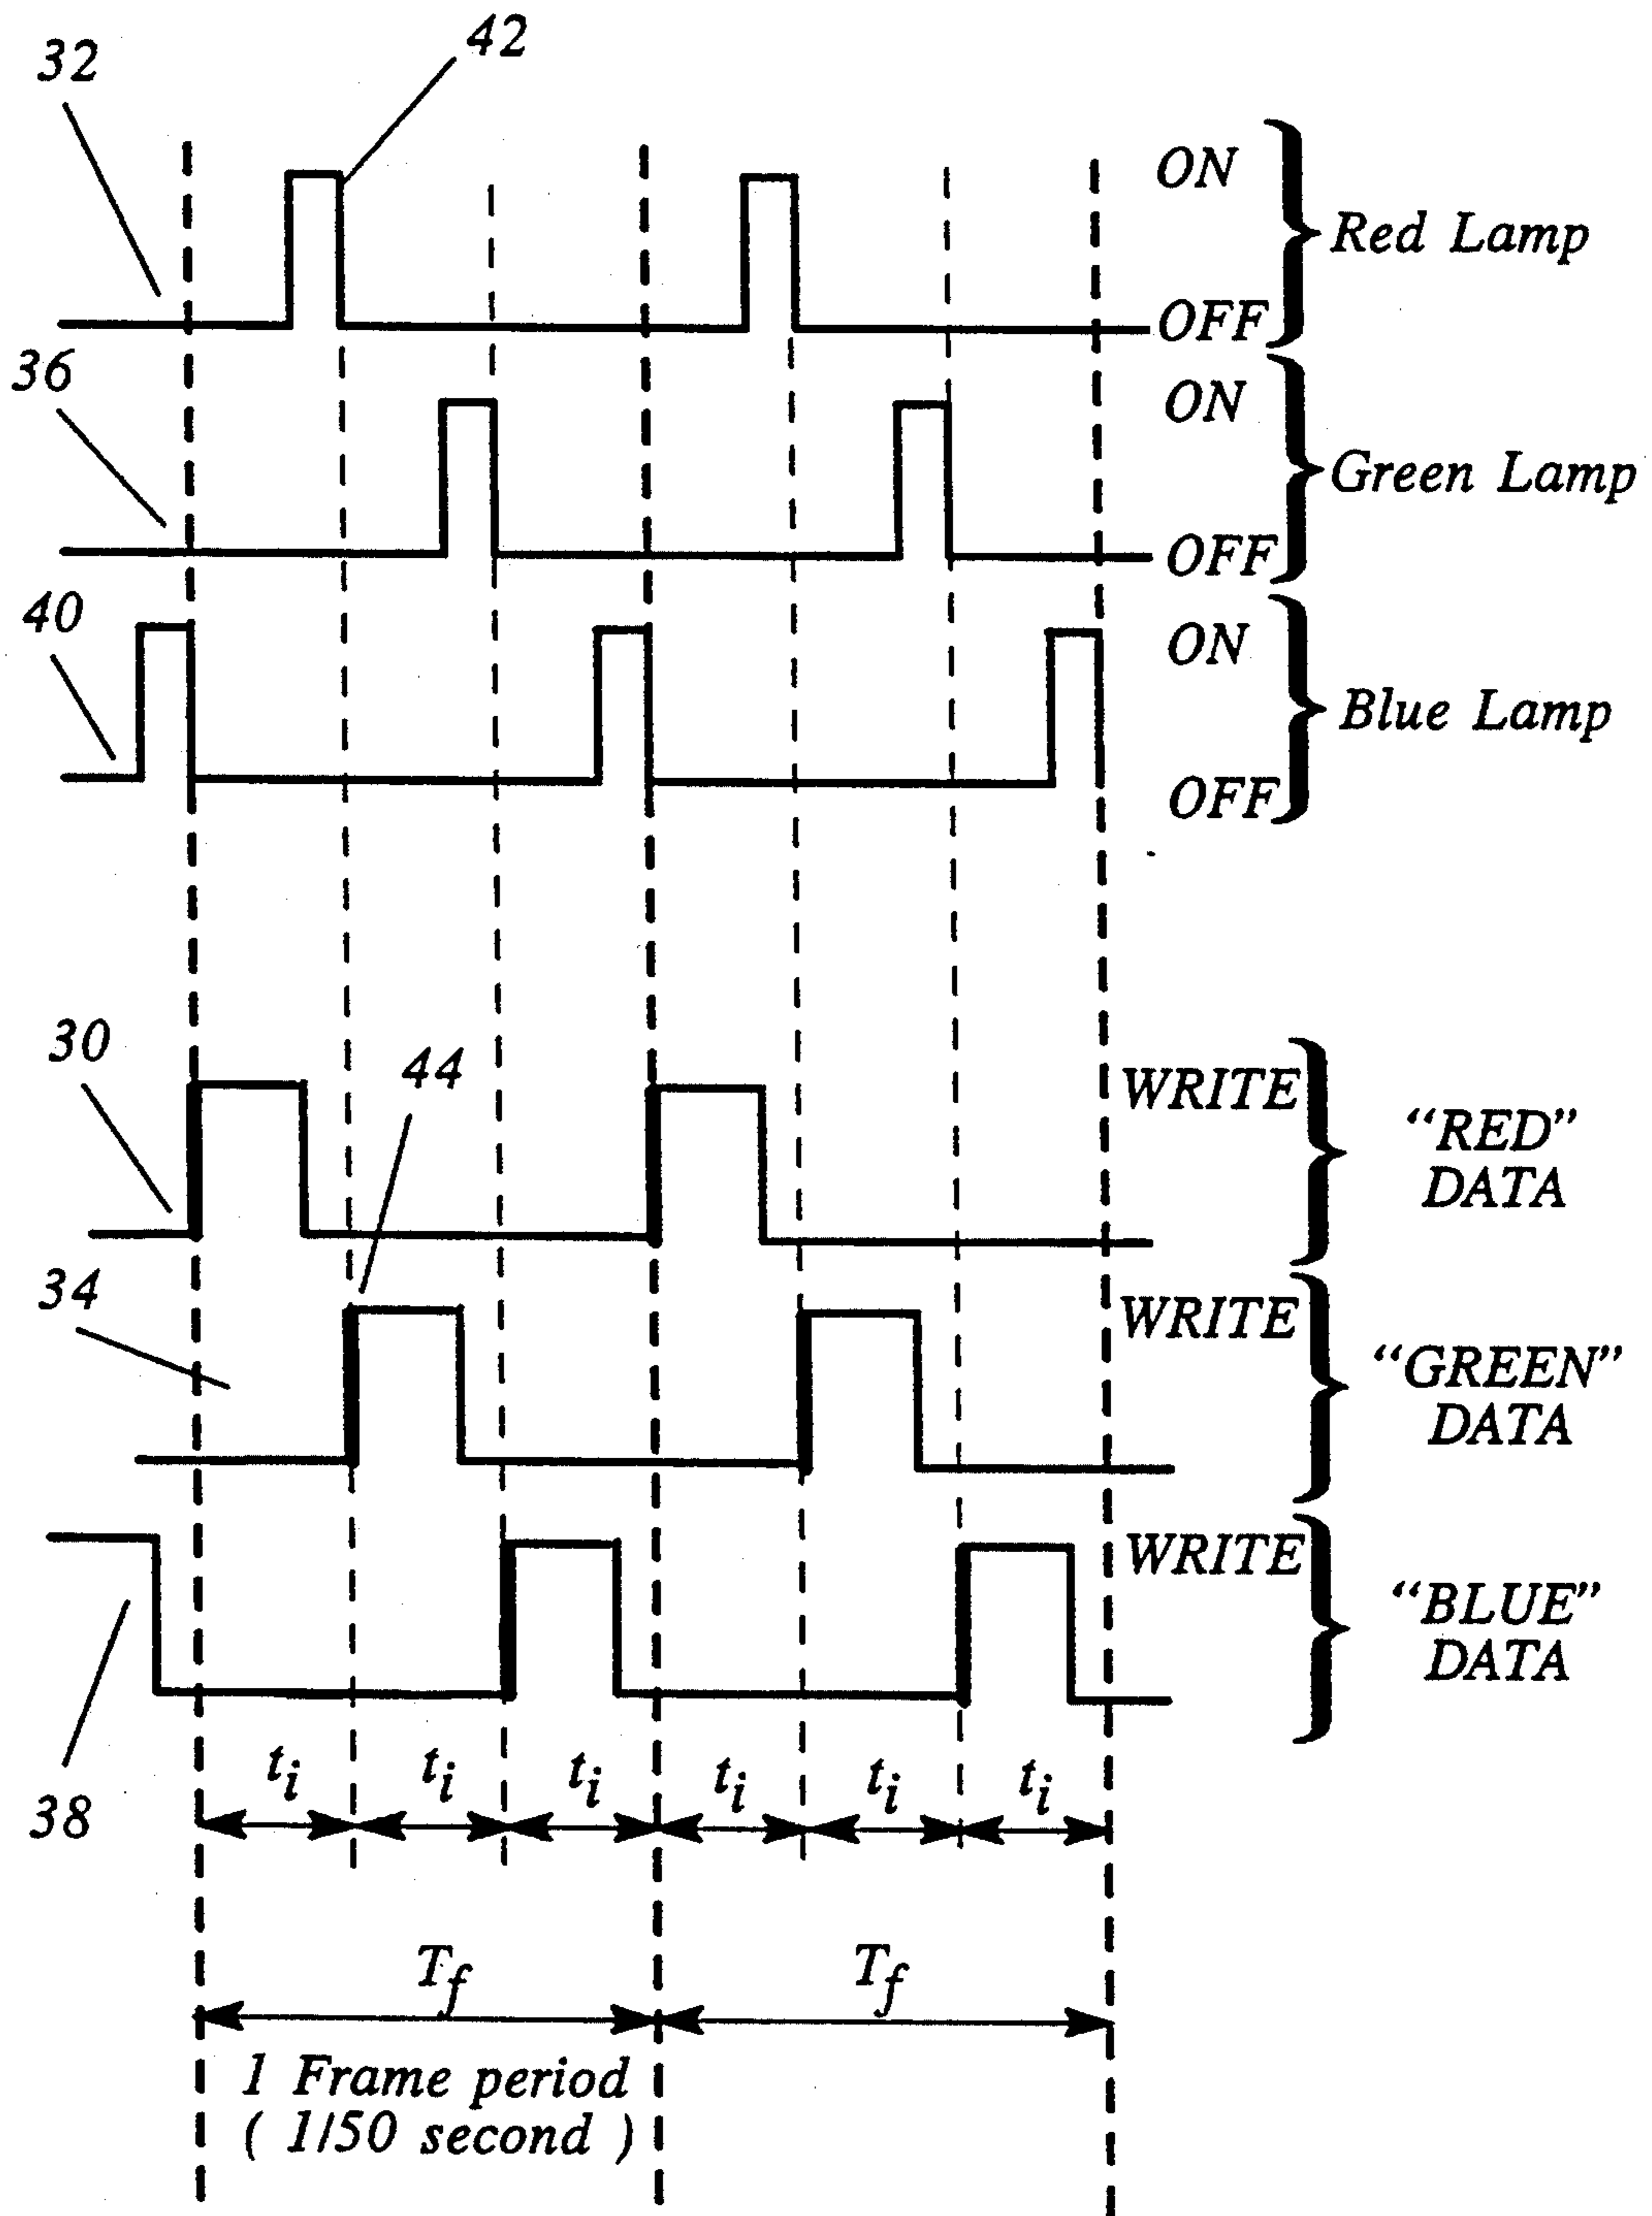 42
32
ON
Red Lamp
OFF
36
ON
Green Lamp
OFF
40
ON
Blue Lamp
OFF
30
44
WRITE
“RED”
DATA
34
WRITE
“GREEN”
DATA
WRITE
“BLUE”
DATA
38
ti ti ti ti ti ti
Tf Tf
1 Frame period
( 1/50 second )